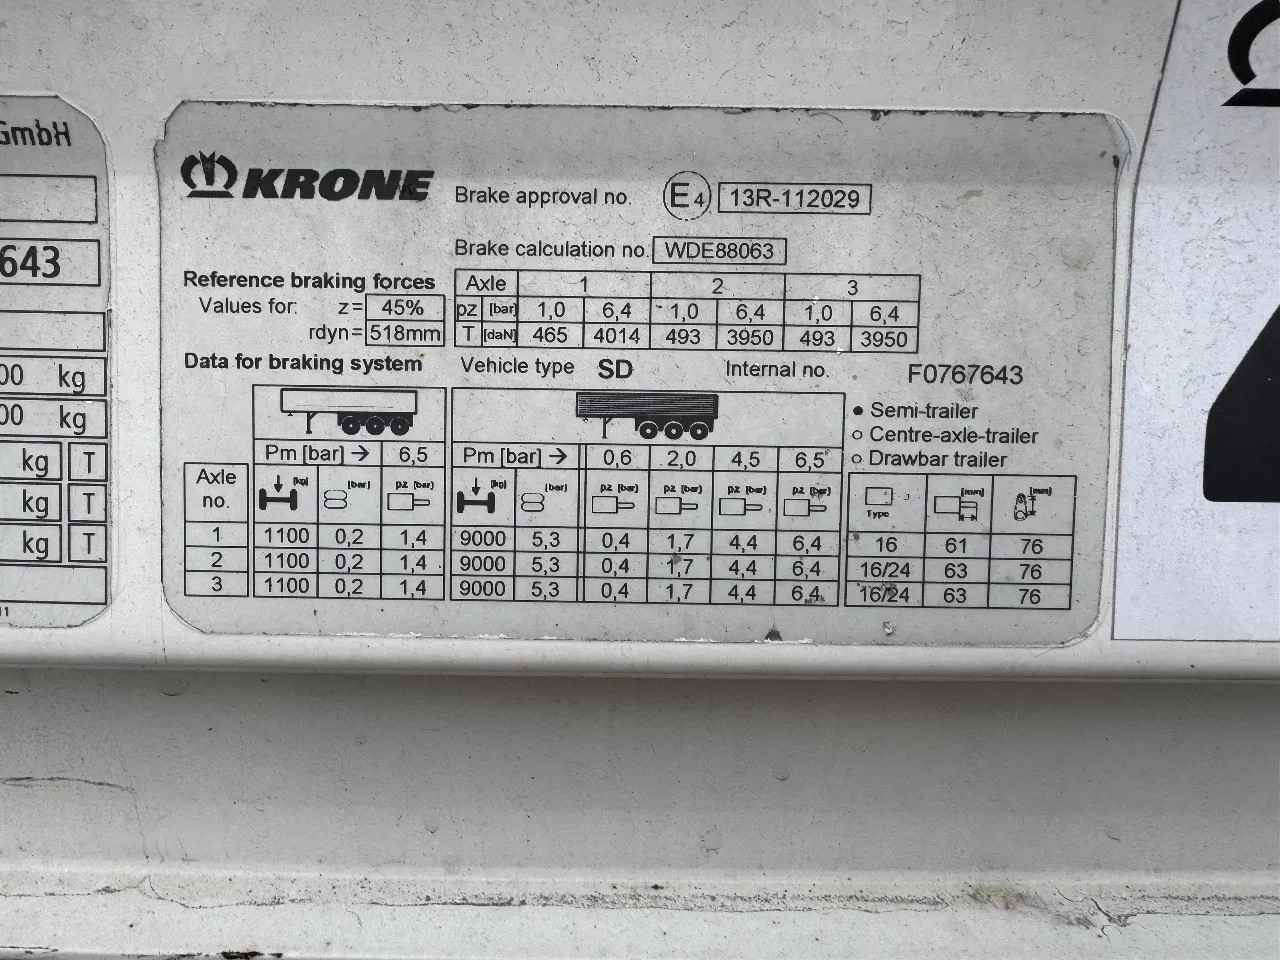 GmbH
643
00 kg
00 kg
kg T
kg T
kg T
11
KRONE
Brake approval no. E4 13R-112029
Brake calculation no. WDE88063
Reference braking forces
Values for: z= 45%
rdyn= 518mm
Axle 1 2 3
pz [bar] 1,0 6,4 1,0 6,4 1,0 6,4
T [daN] 465 4014 493 3950 493 3950
Data for braking system Vehicle type SD Internal no. F0767643
Semi-trailer
Centre-axle-trailer
Drawbar trailer
Pm [bar] → 6,5 Pm [bar] → 0,6 2,0 4,5 6,5
Axle no. [kg] [bar] pz [bar] [kg] [bar] pz [bar] pz [bar] pz [bar] pz [bar] Type [mm] [mm]
1 1100 0,2 1,4 9000 5,3 0,4 1,7 4,4 6,4 16 61 76
2 1100 0,2 1,4 9000 5,3 0,4 1,7 4,4 6,4 16/24 63 76
3 1100 0,2 1,4 9000 5,3 0,4 1,7 4,4 6,4 16/24 63 76